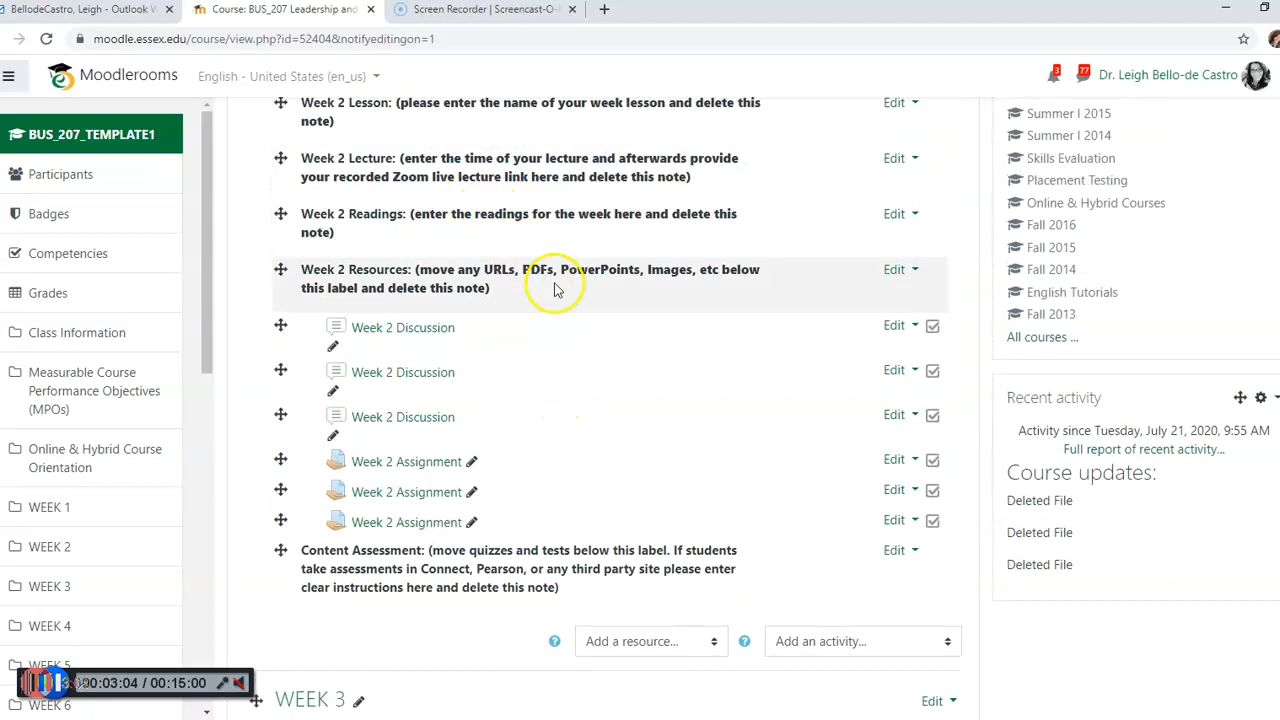 BellodeCastro, Leigh - Outlook W
Course: BUS_207 Leadership and
Screen Recorder | Screencast-O-
moodle.essex.edu/course/view.php?id=52404&notifyeditingon=1
Moodlerooms
English - United States (en_us)
3
77
Dr. Leigh Bello-de Castro
BUS_207_TEMPLATE1
Participants
Badges
Competencies
Grades
Class Information
Measurable Course
Performance Objectives
(MPOs)
Online & Hybrid Course
Orientation
WEEK 1
WEEK 2
WEEK 3
WEEK 4
WEEK 5
WEEK 6
Week 2 Lesson: (please enter the name of your week lesson and delete this
note)
Edit
Week 2 Lecture: (enter the time of your lecture and afterwards provide
your recorded Zoom live lecture link here and delete this note)
Edit
Week 2 Readings: (enter the readings for the week here and delete this
note)
Edit
Week 2 Resources: (move any URLs, PDFs, PowerPoints, Images, etc below
this label and delete this note)
Edit
Week 2 Discussion
Edit
Week 2 Discussion
Edit
Week 2 Discussion
Edit
Week 2 Assignment
Edit
Week 2 Assignment
Edit
Week 2 Assignment
Edit
Content Assessment: (move quizzes and tests below this label. If students
take assessments in Connect, Pearson, or any third party site please enter
clear instructions here and delete this note)
Edit
Add a resource...
Add an activity...
WEEK 3
Edit
Summer I 2015
Summer I 2014
Skills Evaluation
Placement Testing
Online & Hybrid Courses
Fall 2016
Fall 2015
Fall 2014
English Tutorials
Fall 2013
All courses ...
Recent activity
Activity since Tuesday, July 21, 2020, 9:55 AM
Full report of recent activity...
Course updates:
Deleted File
Deleted File
Deleted File
00:03:04 / 00:15:00